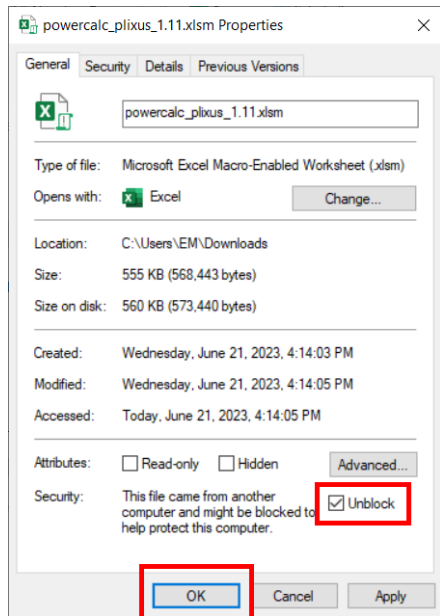 powercalc_plixus_1.11.xlsm Properties
General Security Details Previous Versions
powercalc_plixus_1.11.xlsm
Type of file: Microsoft Excel Macro-Enabled Worksheet (.xlsm)
Opens with: Excel Change...
Location: C:\Users\EM\Downloads
Size: 555 KB (568,443 bytes)
Size on disk: 560 KB (573,440 bytes)
Created: Wednesday, June 21, 2023, 4:14:03 PM
Modified: Wednesday, June 21, 2023, 4:14:05 PM
Accessed: Today, June 21, 2023, 4:14:05 PM
Attributes: Read-only Hidden Advanced...
Security: This file came from another
computer and might be blocked to
help protect this computer.
Unblock
OK Cancel Apply